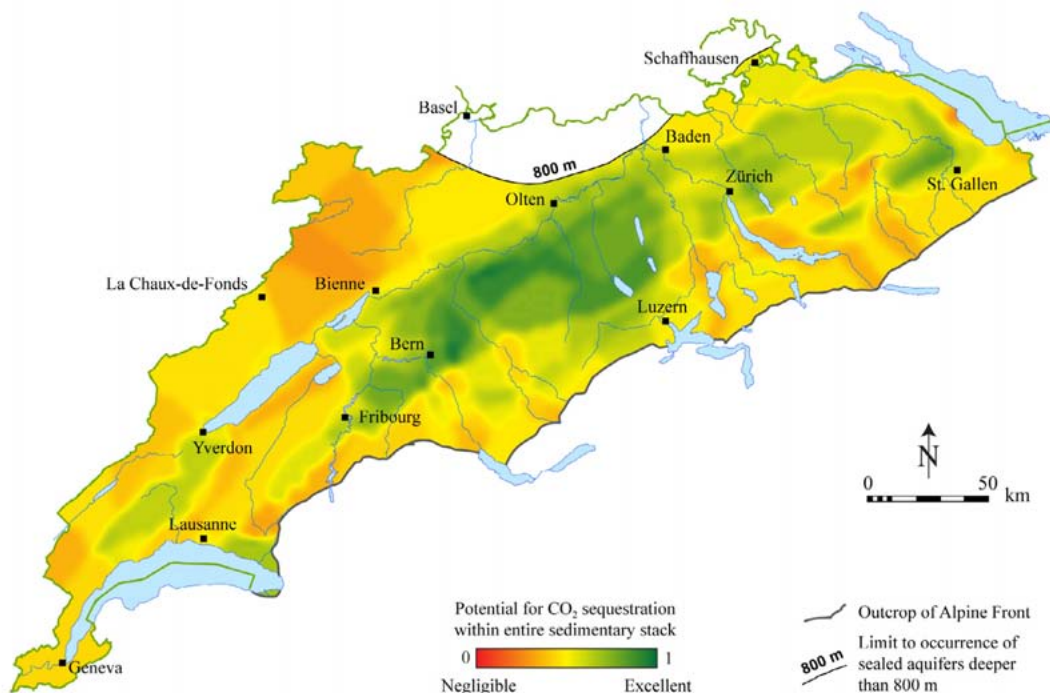 Schaffhausen
Basel
Baden
800 m
Zürich
St. Gallen
Olten
La Chaux-de-Fonds
Bienne
Luzern
Bern
Fribourg
Yverdon
N
0 50
km
Lausanne
Geneva
Potential for CO₂ sequestration
within entire sedimentary stack
0 1
Negligible Excellent
Outcrop of Alpine Front
800 m
Limit to occurrence of
sealed aquifers deeper
than 800 m